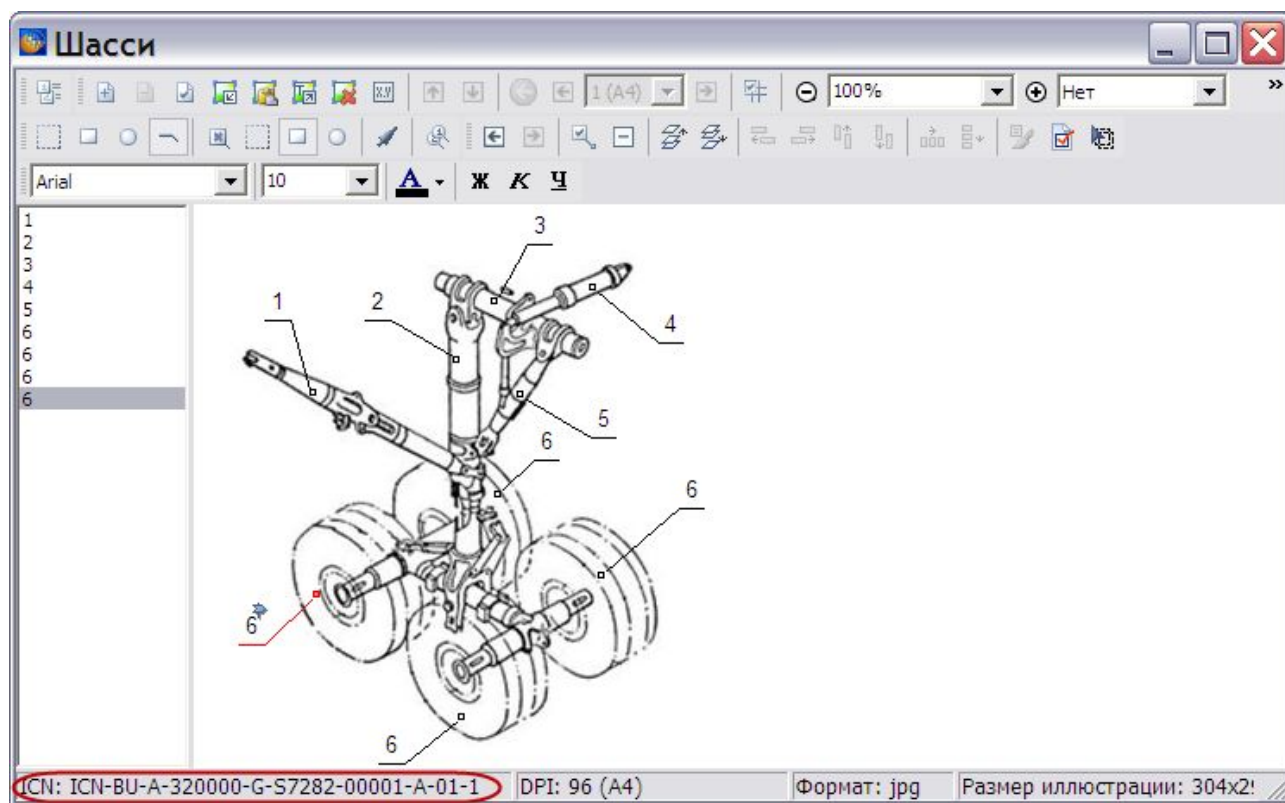 Шасси
X.Y
1 (A4)
100%
Нет
»
Arial
10
А
Ж К Ч
1
2
3
4
5
6
6
6
6
3
1
2
4
5
6
6
6
6
ICN: ICN-BU-A-320000-G-S7282-00001-A-01-1
DPI: 96 (A4)
Формат: jpg
Размер иллюстрации: